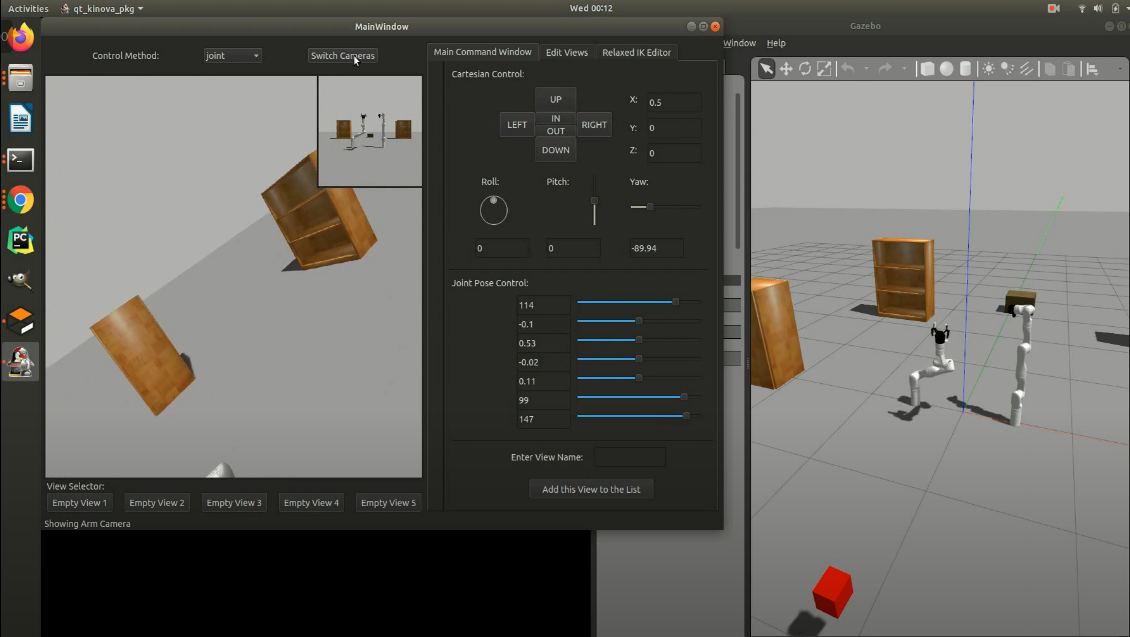 Activities
qt_kinova_pkg
Wed 00:12
MainWindow
Gazebo
Control Method:
joint
Switch Cameras
Main Command Window
Edit Views
Relaxed IK Editor
Window
Help
Cartesian Control:
UP
LEFT
IN
OUT
RIGHT
DOWN
X:
0.5
Y:
0
Z:
0
Roll:
Pitch:
Yaw:
0
0
-89.94
Joint Pose Control:
114
-0.1
0.53
-0.02
0.11
99
147
Enter View Name:
Add this View to the List
View Selector:
Empty View 1
Empty View 2
Empty View 3
Empty View 4
Empty View 5
Showing Arm Camera
PC